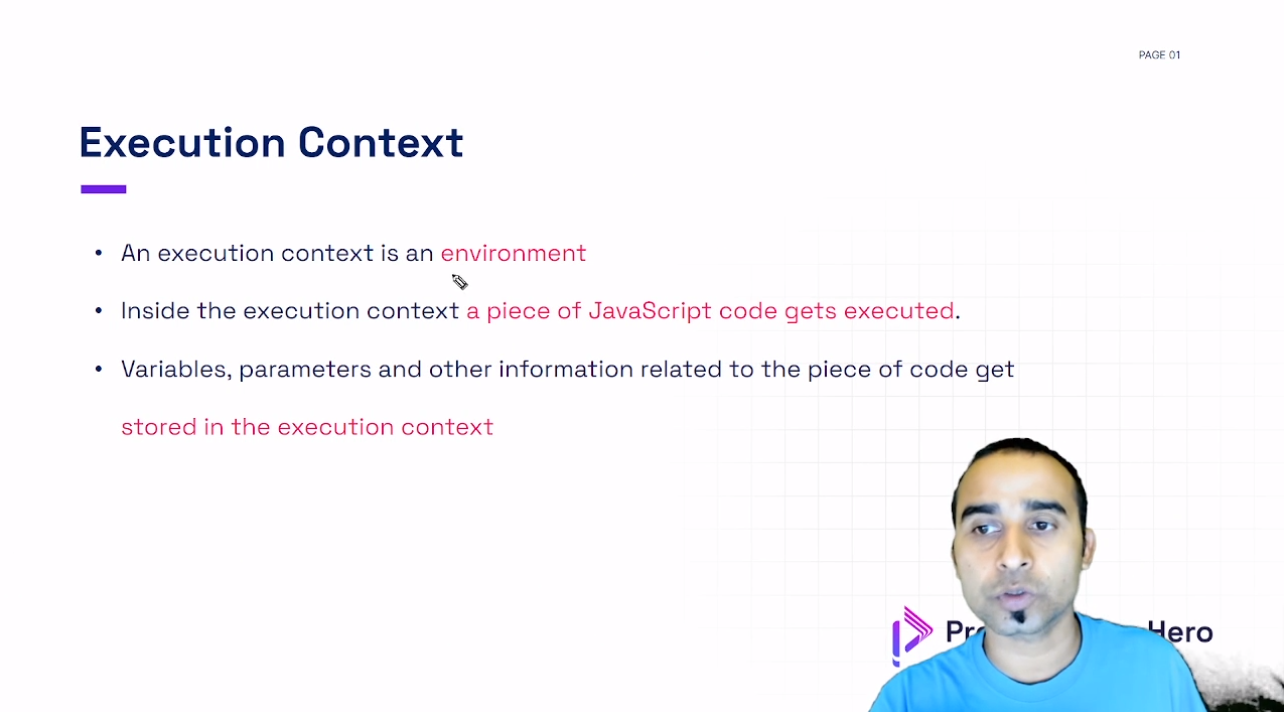 PAGE 01
Execution Context
• An execution context is an environment
• Inside the execution context a piece of JavaScript code gets executed.
• Variables, parameters and other information related to the piece of code get
stored in the execution context
Hero